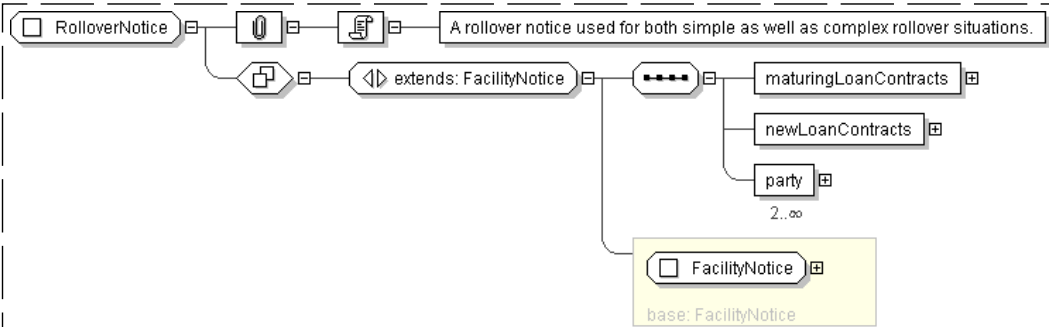 RolloverNotice
A rollover notice used for both simple as well as complex rollover situations.
extends: FacilityNotice
maturingLoanContracts
newLoanContracts
party
2..∞
FacilityNotice
base: FacilityNotice